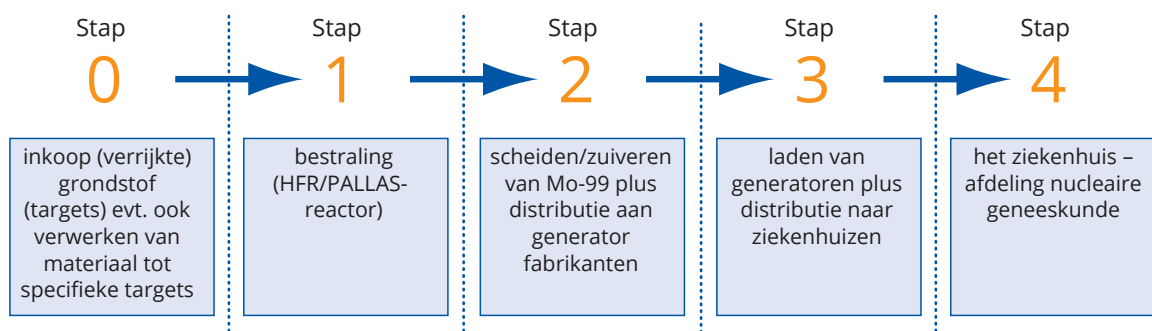 Stap
0
inkoop (verrijkte)
grondstof
(targets) evt. ook
verwerken van
materiaal tot
specifieke targets
Stap
1
bestraling
(HFR/PALLAS-
reactor)
Stap
2
scheiden/zuiveren
van Mo-99 plus
distributie aan
generator
fabrikanten
Stap
3
laden van
generatoren plus
distributie naar
ziekenhuizen
Stap
4
het ziekenhuis –
afdeling nucleaire
geneeskunde